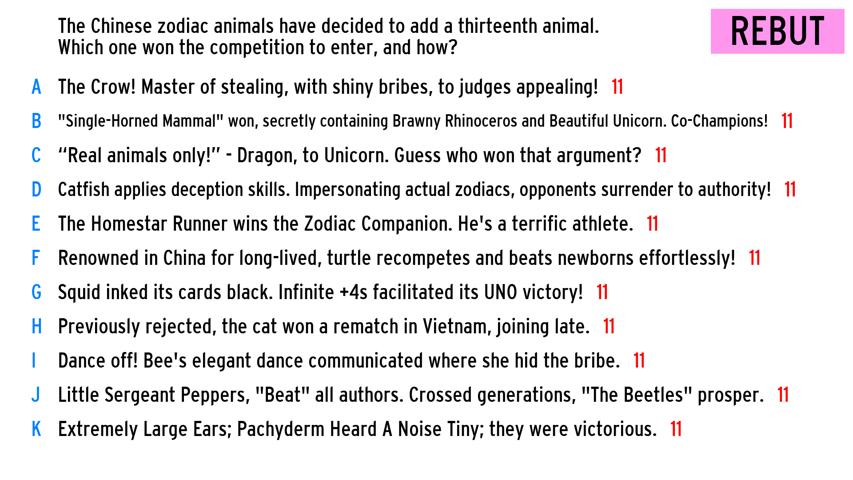 The Chinese zodiac animals have decided to add a thirteenth animal.
Which one won the competition to enter, and how?
REBUT
A The Crow! Master of stealing, with shiny bribes, to judges appealing! 11
B "Single-Horned Mammal" won, secretly containing Brawny Rhinoceros and Beautiful Unicorn. Co-Champions! 11
C “Real animals only!” - Dragon, to Unicorn. Guess who won that argument? 11
D Catfish applies deception skills. Impersonating actual zodiacs, opponents surrender to authority! 11
E The Homestar Runner wins the Zodiac Companion. He's a terrific athlete. 11
F Renowned in China for long-lived, turtle recompetes and beats newborns effortlessly! 11
G Squid inked its cards black. Infinite +4s facilitated its UNO victory! 11
H Previously rejected, the cat won a rematch in Vietnam, joining late. 11
I Dance off! Bee's elegant dance communicated where she hid the bribe. 11
J Little Sergeant Peppers, "Beat" all authors. Crossed generations, "The Beetles" prosper. 11
K Extremely Large Ears; Pachyderm Heard A Noise Tiny; they were victorious. 11